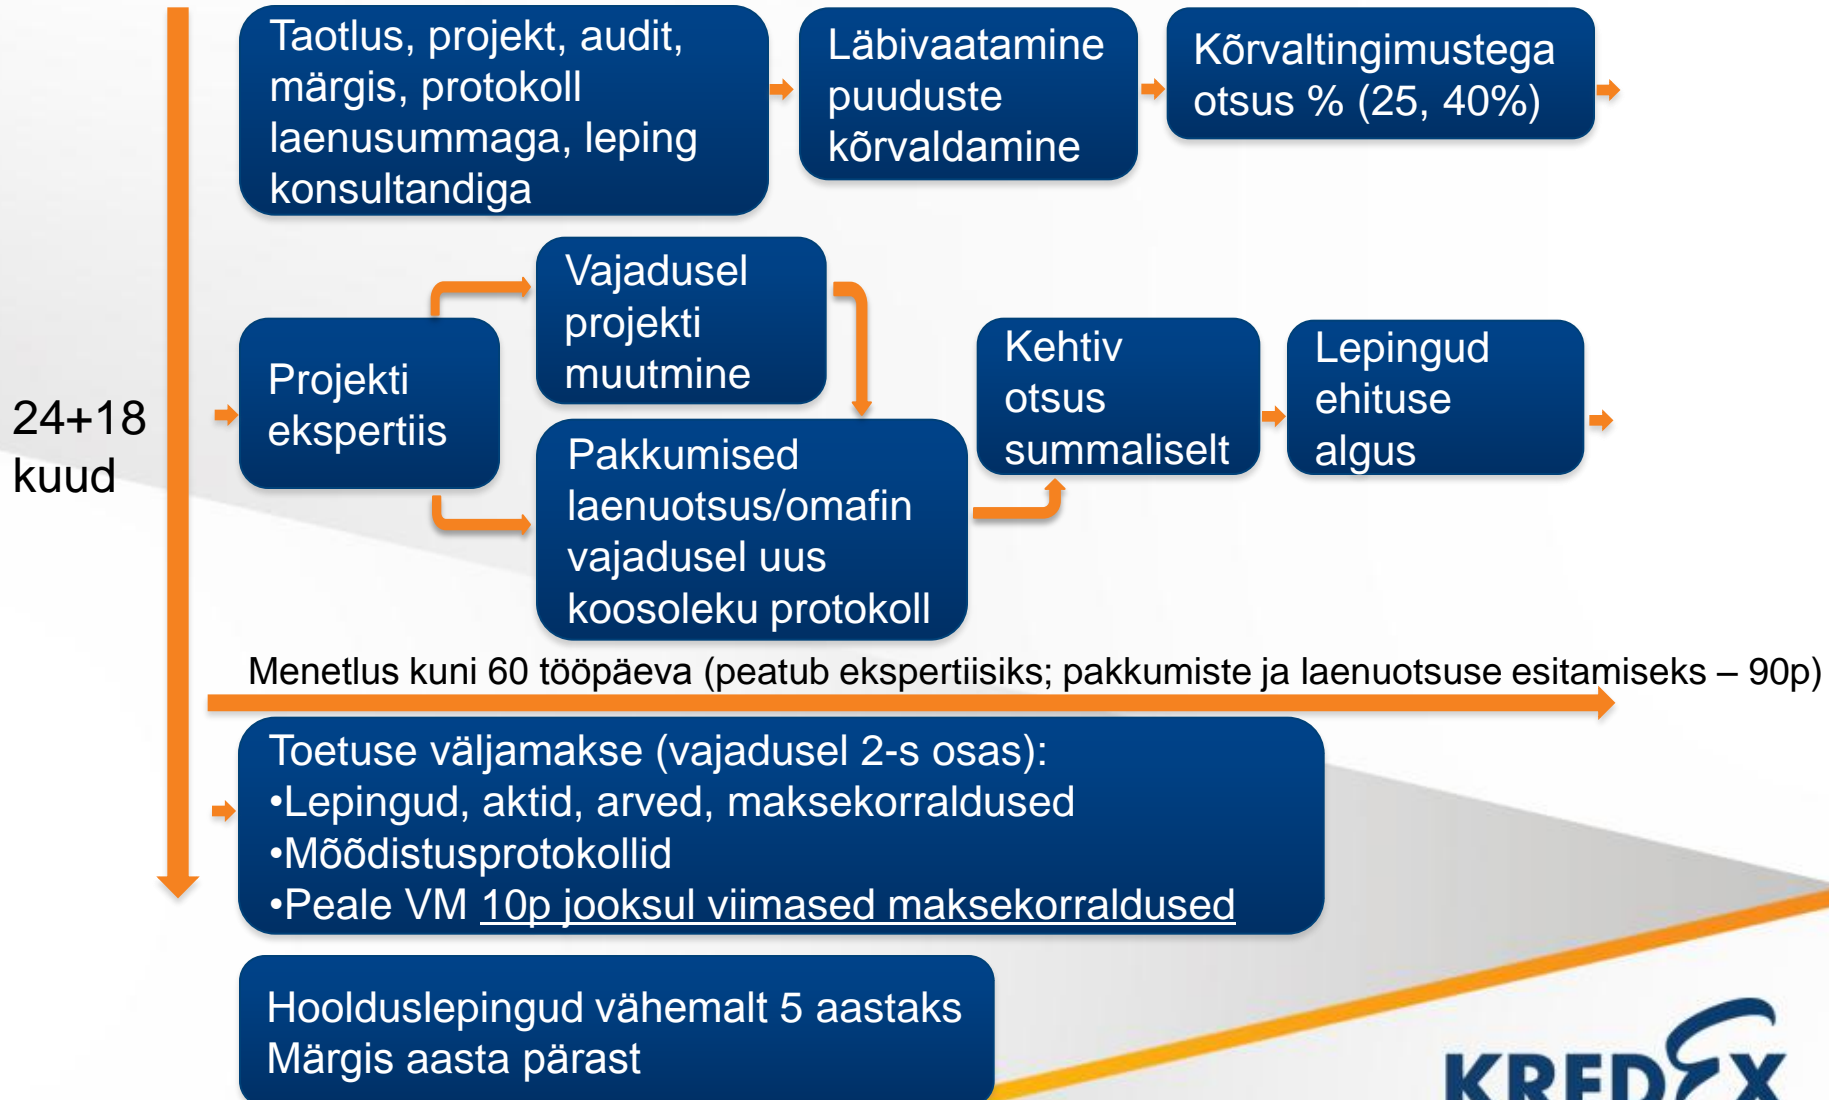 Taotlus, projekt, audit,
märgis, protokoll
laenusummaga, leping
konsultandiga
Läbivaatamine
puuduste
kõrvaldamine
Kõrvaltingimustega
otsus % (25, 40%)
24+18
kuud
Projekti
ekspertiis
Vajadusel
projekti
muutmine
Pakkumised
laenuotsus/omafin
vajadusel uus
koosoleku protokoll
Kehtiv
otsus
summaliselt
Lepingud
ehituse
algus
Menetlus kuni 60 tööpäeva (peatub ekspertiisiks; pakkumiste ja laenuotsuse esitamiseks – 90p)
Toetuse väljamakse (vajadusel 2-s osas):
•Lepingud, aktid, arved, maksekorraldused
•Mõõdistusprotokollid
•Peale VM 10p jooksul viimased maksekorraldused
Hoolduslepingud vähemalt 5 aastaks
Märgis aasta pärast
KREDEX